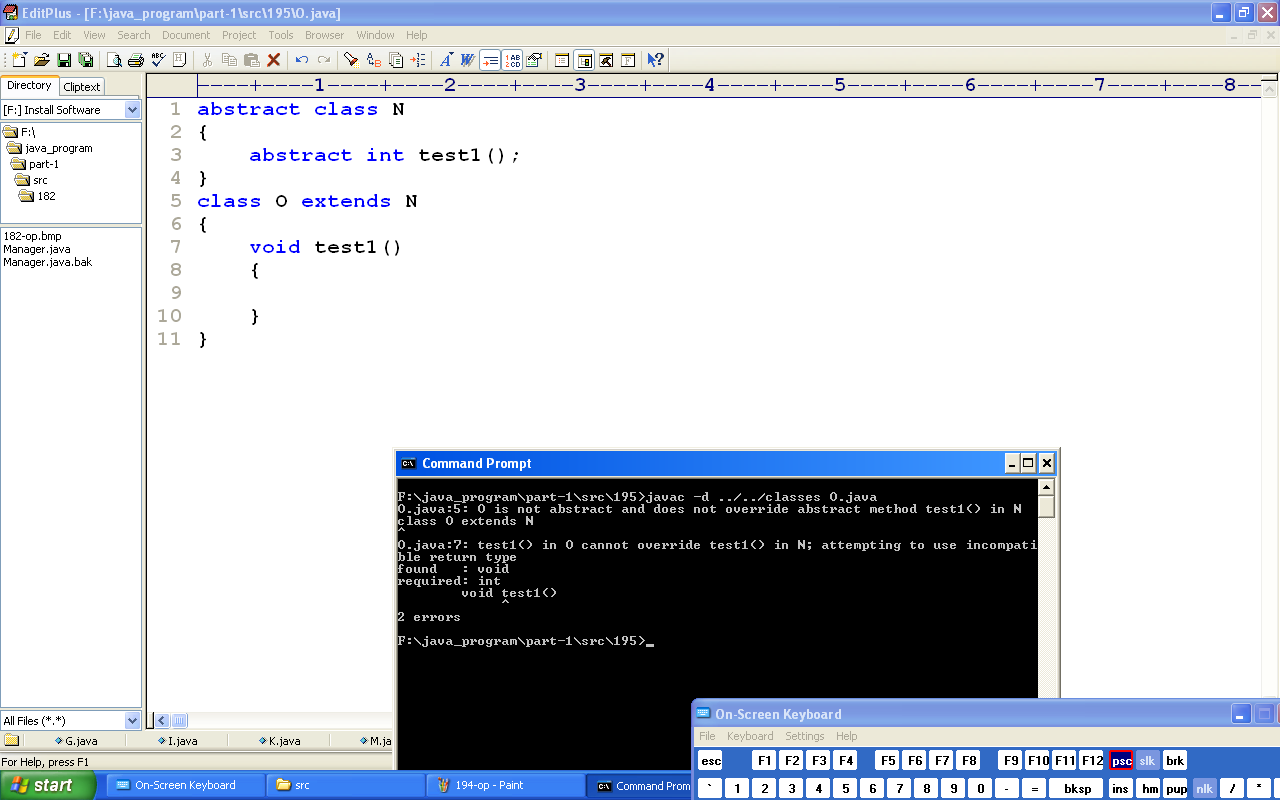 EditPlus - [F:\java_program\part-1\src\195\O.java]
File Edit View Search Document Project Tools Browser Window Help
Directory Cliptext
[F:] Install Software
F:\
java_program
part-1
src
182
182-op.bmp
Manager.java
Manager.java.bak
All Files (*.*)
----+----1----+----2----+----3----+----4----+----5----+----6----+----7----+----8----
1 abstract class N
2 {
3 abstract int test1();
4 }
5 class O extends N
6 {
7 void test1()
8 {
9
10 }
11 }
Command Prompt
F:\java_program\part-1\src\195>javac -d ../../classes O.java
O.java:5: O is not abstract and does not override abstract method test1() in N
class O extends N
^
O.java:7: test1() in O cannot override test1() in N; attempting to use incompati
ble return type
found : void
required: int
void test1()
^
2 errors
F:\java_program\part-1\src\195>_
G.java I.java K.java M.ja
For Help, press F1
On-Screen Keyboard
File Keyboard Settings Help
esc F1 F2 F3 F4 F5 F6 F7 F8 F9 F10 F11 F12 psc slk brk
` 1 2 3 4 5 6 7 8 9 0 - = bksp ins hm pup nlk / *
start On-Screen Keyboard src 194-op - Paint Command Prom